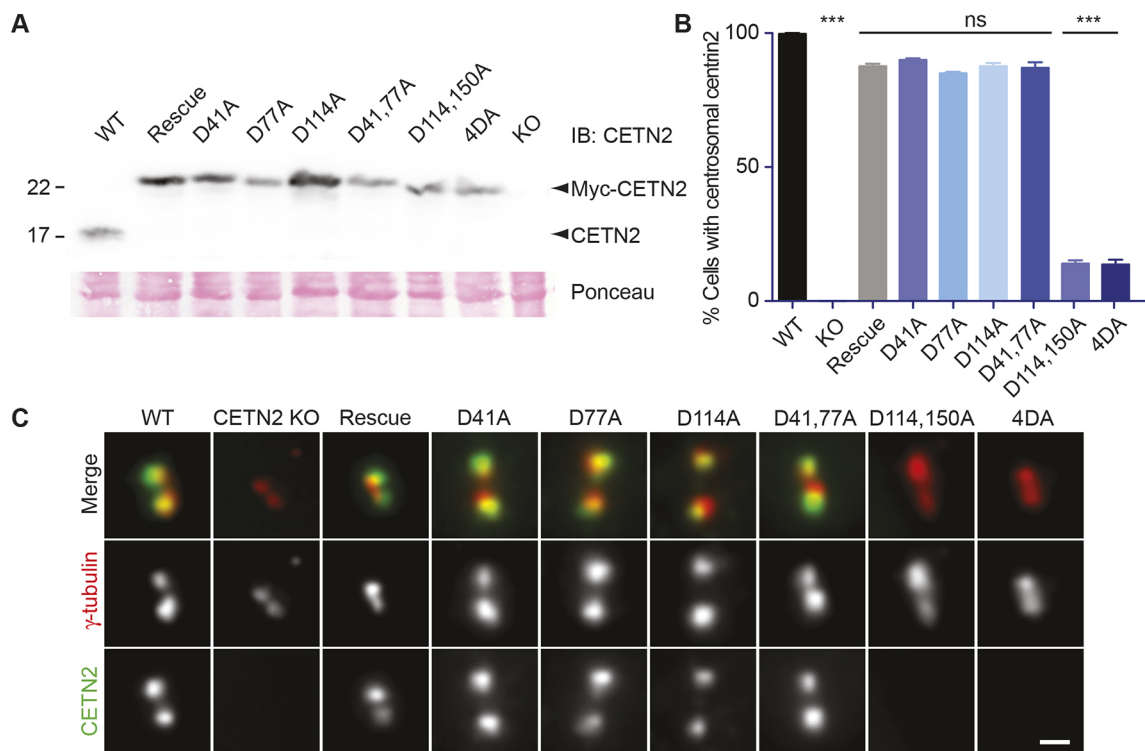 A
WT
Rescue
D41A
D77A
D114A
D41,77A
D114,150A
4DA
KO
IB: CETN2
22
Myc-CETN2
17
CETN2
Ponceau
B
% Cells with centrosomal centrin2
100
50
0
***
ns
***
WT
KO
Rescue
D41A
D77A
D114A
D41,77A
D114,150A
4DA
C
WT
CETN2 KO
Rescue
D41A
D77A
D114A
D41,77A
D114,150A
4DA
Merge
γ-tubulin
CETN2